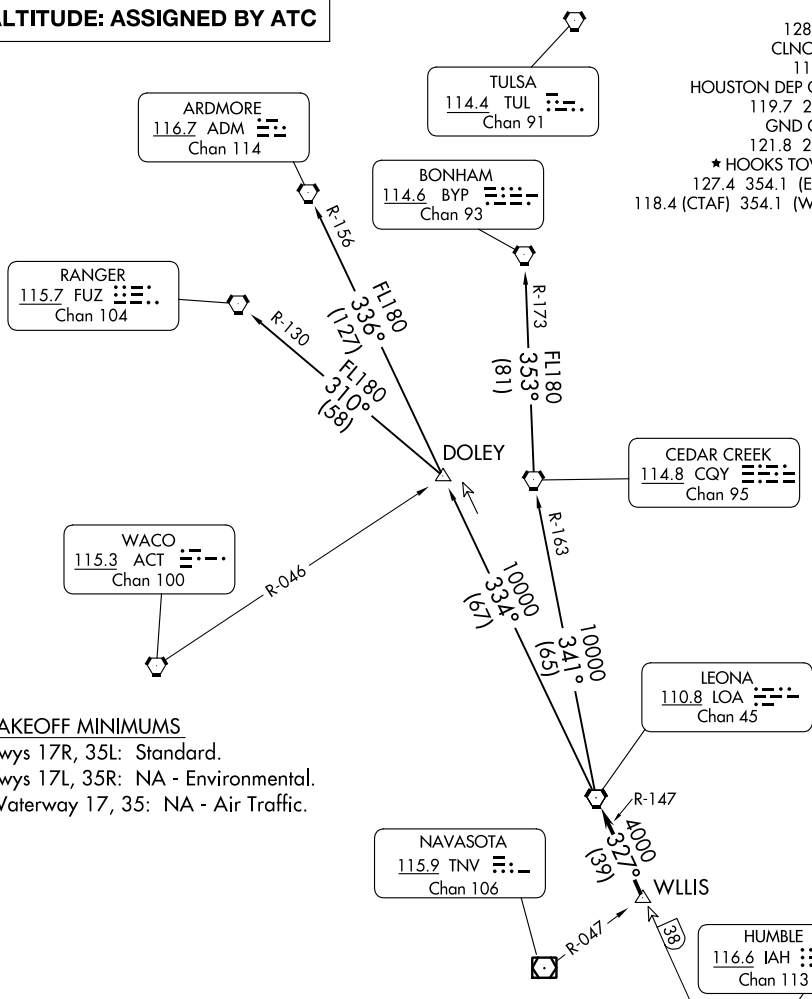 ALTITUDE: ASSIGNED BY ATC
TULSA
114.4 TUL
Chan 91
ARDMORE
116.7 ADM
Chan 114
BONHAM
114.6 BYP
Chan 93
128
CLNC
11
HOUSTON DEP
119.7 2
GND
121.8 2
★ HOOKS TOW
127.4 354.1 (E
118.4 (CTAF) 354.1 (W
RANGER
115.7 FUZ
Chan 104
R-156
FL180
336°
(127)
R-130
FL180
310°
(58)
R-173
FL180
353°
(81)
DOLEY
CEDAR CREEK
114.8 CQY
Chan 95
WACO
115.3 ACT
Chan 100
R-046
R-163
10000
334°
(67)
10000
341°
(65)
LEONA
110.8 LOA
Chan 45
TAKEOFF MINIMUMS
wys 17R, 35L: Standard.
wys 17L, 35R: NA - Environmental.
Waterway 17, 35: NA - Air Traffic.
R-147
4000
327°
(39)
NAVASOTA
115.9 TNV
Chan 106
WLLIS
R-047
38
HUMBLE
116.6 IAH
Chan 113